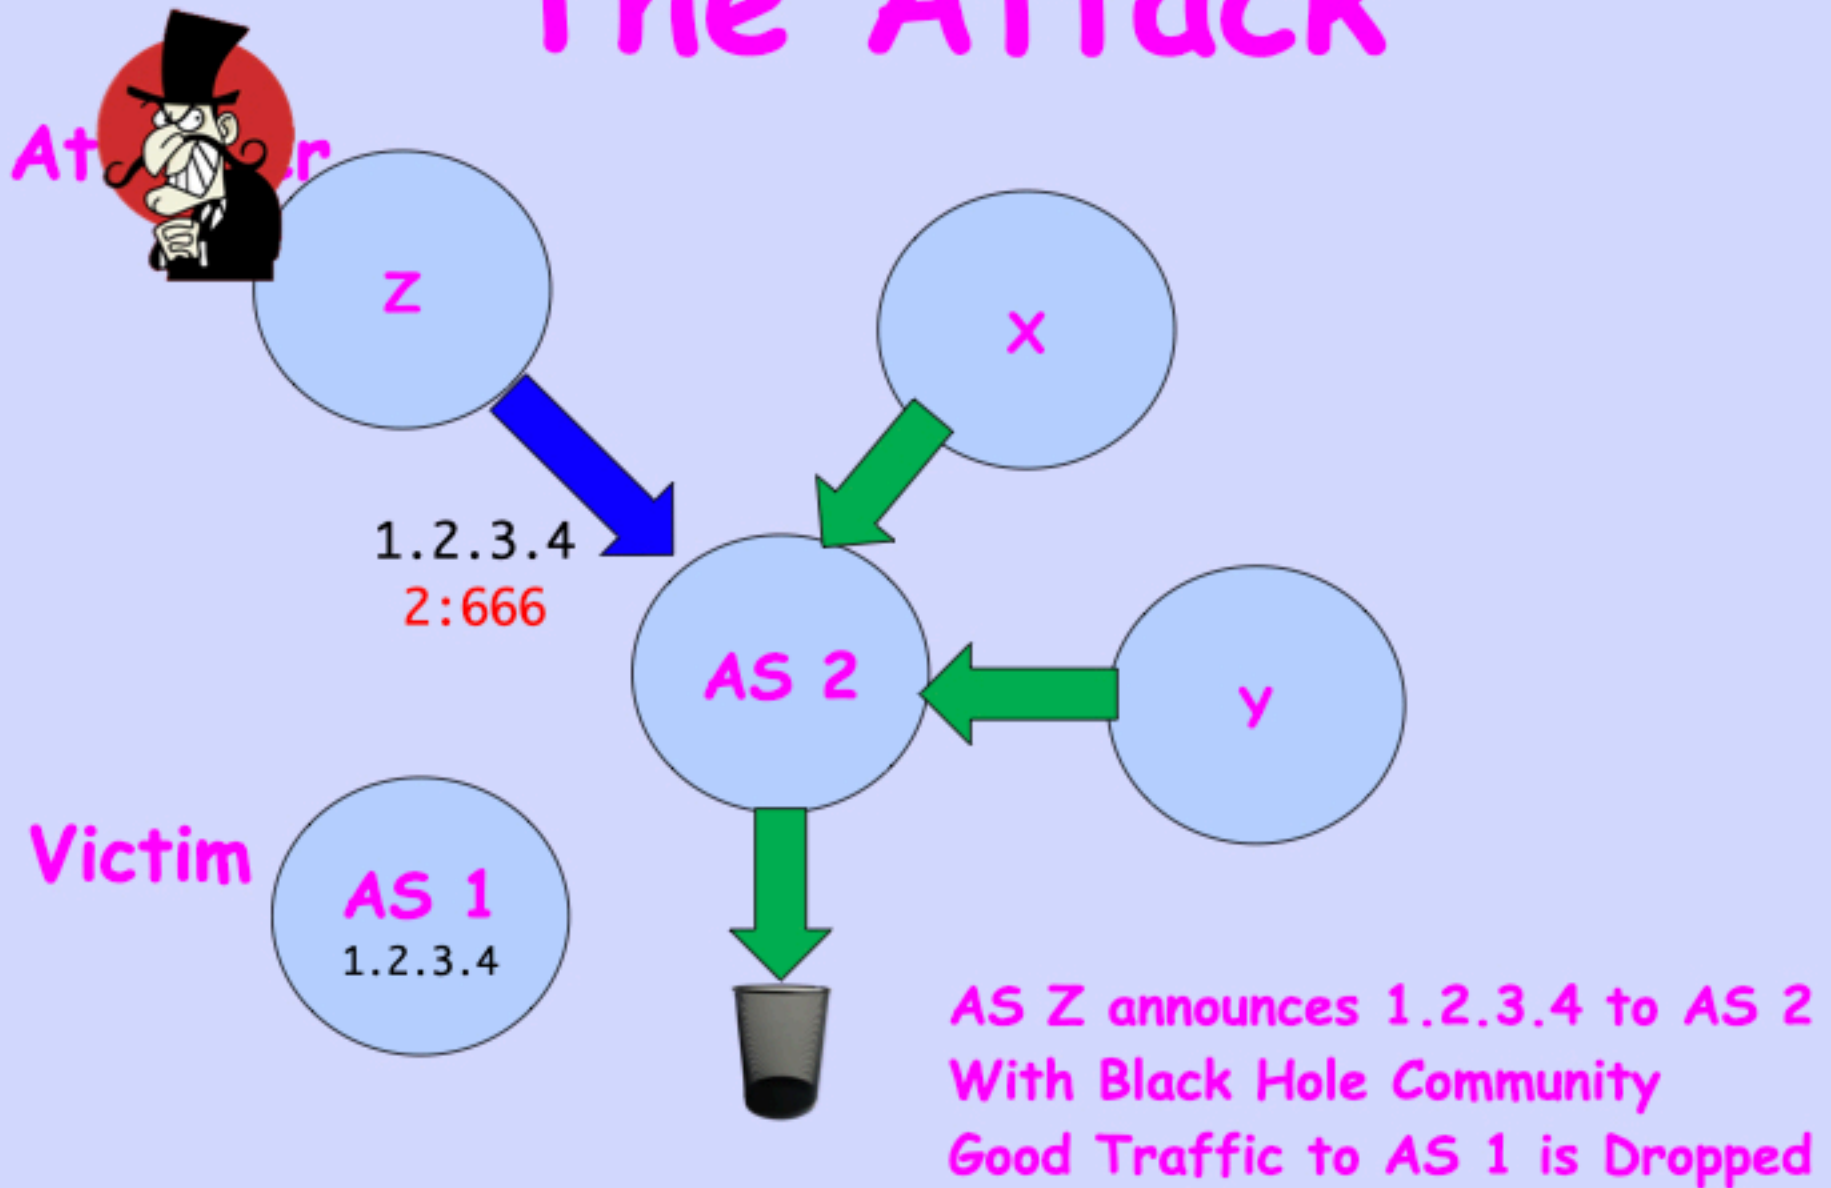 The Attack
Z
X
1.2.3.4
2:666
AS 2
Y
Victim
AS 1
1.2.3.4
AS Z announces 1.2.3.4 to AS 2
With Black Hole Community
Good Traffic to AS 1 is Dropped